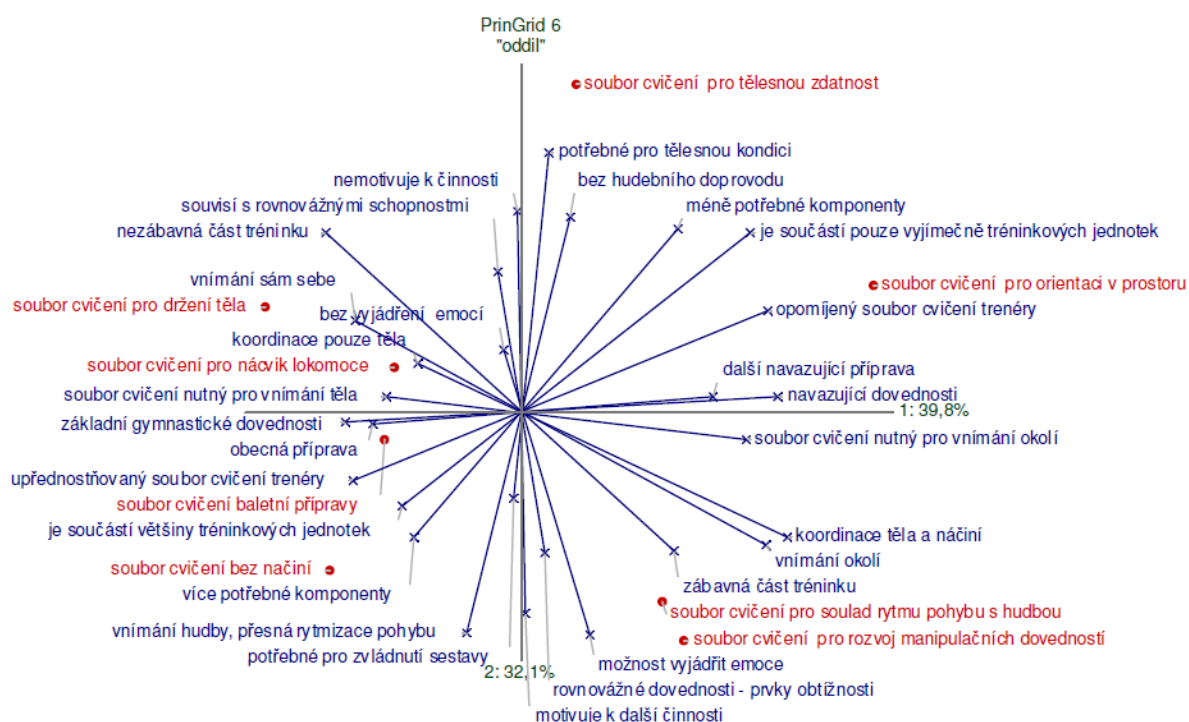 PrinGrid 6
"oddil"
soubor cvičení pro tělesnou zdatnost
potřebné pro tělesnou kondici
nemotivuje k činnosti
bez hudebního doprovodu
souvisí s rovnovážnými schopnostmi
méně potřebné komponenty
nezábavná část tréninku
je součástí pouze vyjímečně tréninkových jednotek
vnímání sám sebe
soubor cvičení pro orientaci v prostoru
soubor cvičení pro držení těla
bez vyjádření emocí
opomíjený soubor cvičení trenéry
koordinace pouze těla
soubor cvičení pro nácvik lokomoce
další navazující příprava
soubor cvičení nutný pro vnímání těla
navazující dovednosti
1: 39,8%
základní gymnastické dovednosti
soubor cvičení nutný pro vnímání okolí
obecná příprava
upřednostňovaný soubor cvičení trenéry
soubor cvičení baletní přípravy
je součástí většiny tréninkových jednotek
koordinace těla a náčiní
vnímání okolí
soubor cvičení bez načiní
zábavná část tréninku
více potřebné komponenty
soubor cvičení pro soulad rytmu pohybu s hudbou
vnímání hudby, přesná rytmizace pohybu
soubor cvičení pro rozvoj manipulačních dovedností
potřebné pro zvládnutí sestavy
možnost vyjádřit emoce
2: 32,1%
rovnovážné dovednosti - prvky obtížnosti
motivuje k další činnosti